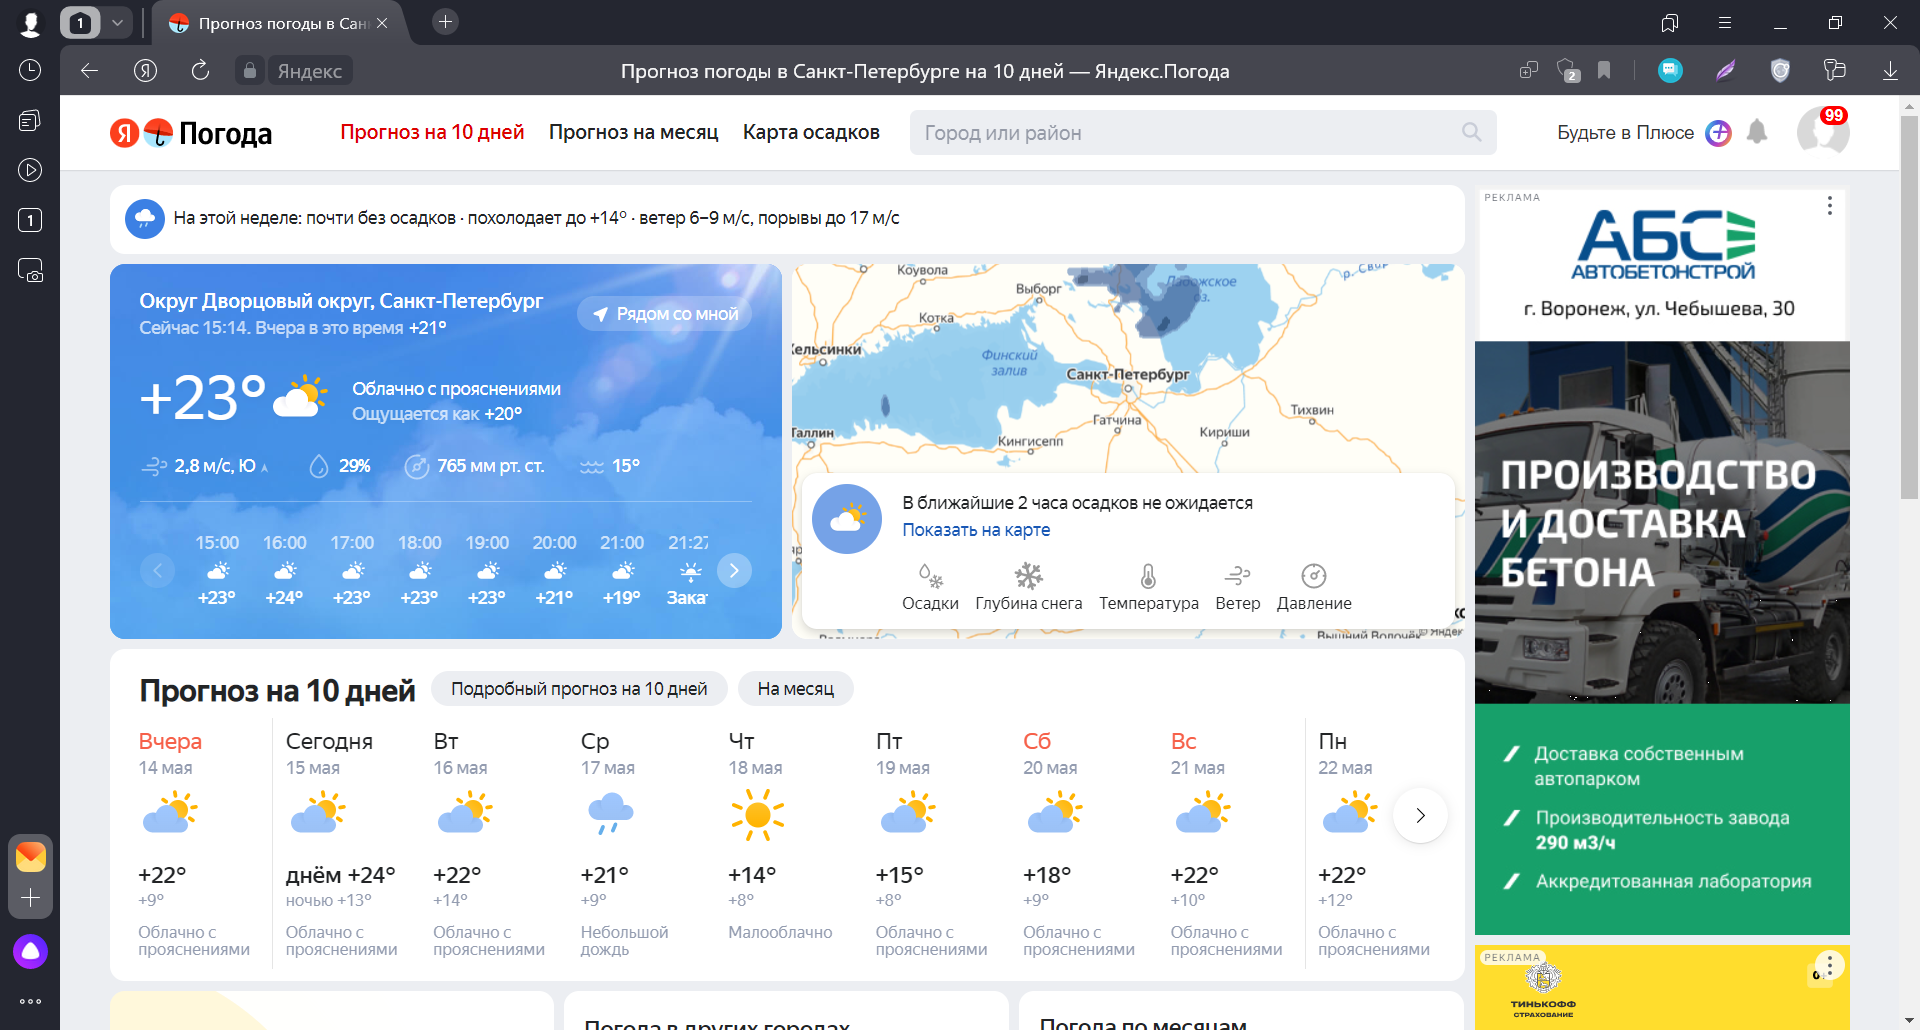 1
Прогноз погоды в Сан
Яндекс
Прогноз погоды в Санкт-Петербурге на 10 дней — Яндекс.Погода
2
1
Я Погода
Прогноз на 10 дней
Прогноз на месяц
Карта осадков
Город или район
Будьте в Плюсе
99
На этой неделе: почти без осадков · похолодает до +14° · ветер 6–9 м/с, порывы до 17 м/с
Округ Дворцовый округ, Санкт-Петербург
Сейчас 15:14. Вчера в это время +21°
Рядом со мной
+23°
Облачно с прояснениями
Ощущается как +20°
2,8 м/с, Ю
29%
765 мм рт. ст.
15°
15:00 16:00 17:00 18:00 19:00 20:00 21:00 21:27
+23° +24° +23° +23° +23° +21° +19° Закат
Коувола
Выборг
Ладожское
оз.
р. Свир
Котка
Хельсинки
Финский
залив
Санкт-Петербург
Таллин
Гатчина
Тихвин
Кингисепп
Кириши
Вышний Волочёк
© Яндекс
В ближайшие 2 часа осадков не ожидается
Показать на карте
Осадки
Глубина снега
Температура
Ветер
Давление
Прогноз на 10 дней
Подробный прогноз на 10 дней
На месяц
Вчера
14 мая
+22°
+9°
Облачно с
прояснениями
Сегодня
15 мая
днём +24°
ночью +13°
Облачно с
прояснениями
Вт
16 мая
+22°
+14°
Облачно с
прояснениями
Ср
17 мая
+21°
+9°
Небольшой
дождь
Чт
18 мая
+14°
+8°
Малооблачно
Пт
19 мая
+15°
+8°
Облачно с
прояснениями
Сб
20 мая
+18°
+9°
Облачно с
прояснениями
Вс
21 мая
+22°
+10°
Облачно с
прояснениями
Пн
22 мая
+22°
+12°
Облачно с
прояснениями
Погода в других городах
Погода по месяцам
РЕКЛАМА
АБС
АВТОБЕТОНСТРОЙ
г. Воронеж, ул. Чебышева, 30
ПРОИЗВОДСТВО
И ДОСТАВКА
БЕТОНА
Доставка собственным
автопарком
Производительность завода
290 м3/ч
Аккредитованная лаборатория
РЕКЛАМА
ТИНЬКОФФ
СТРАХОВАНИЕ